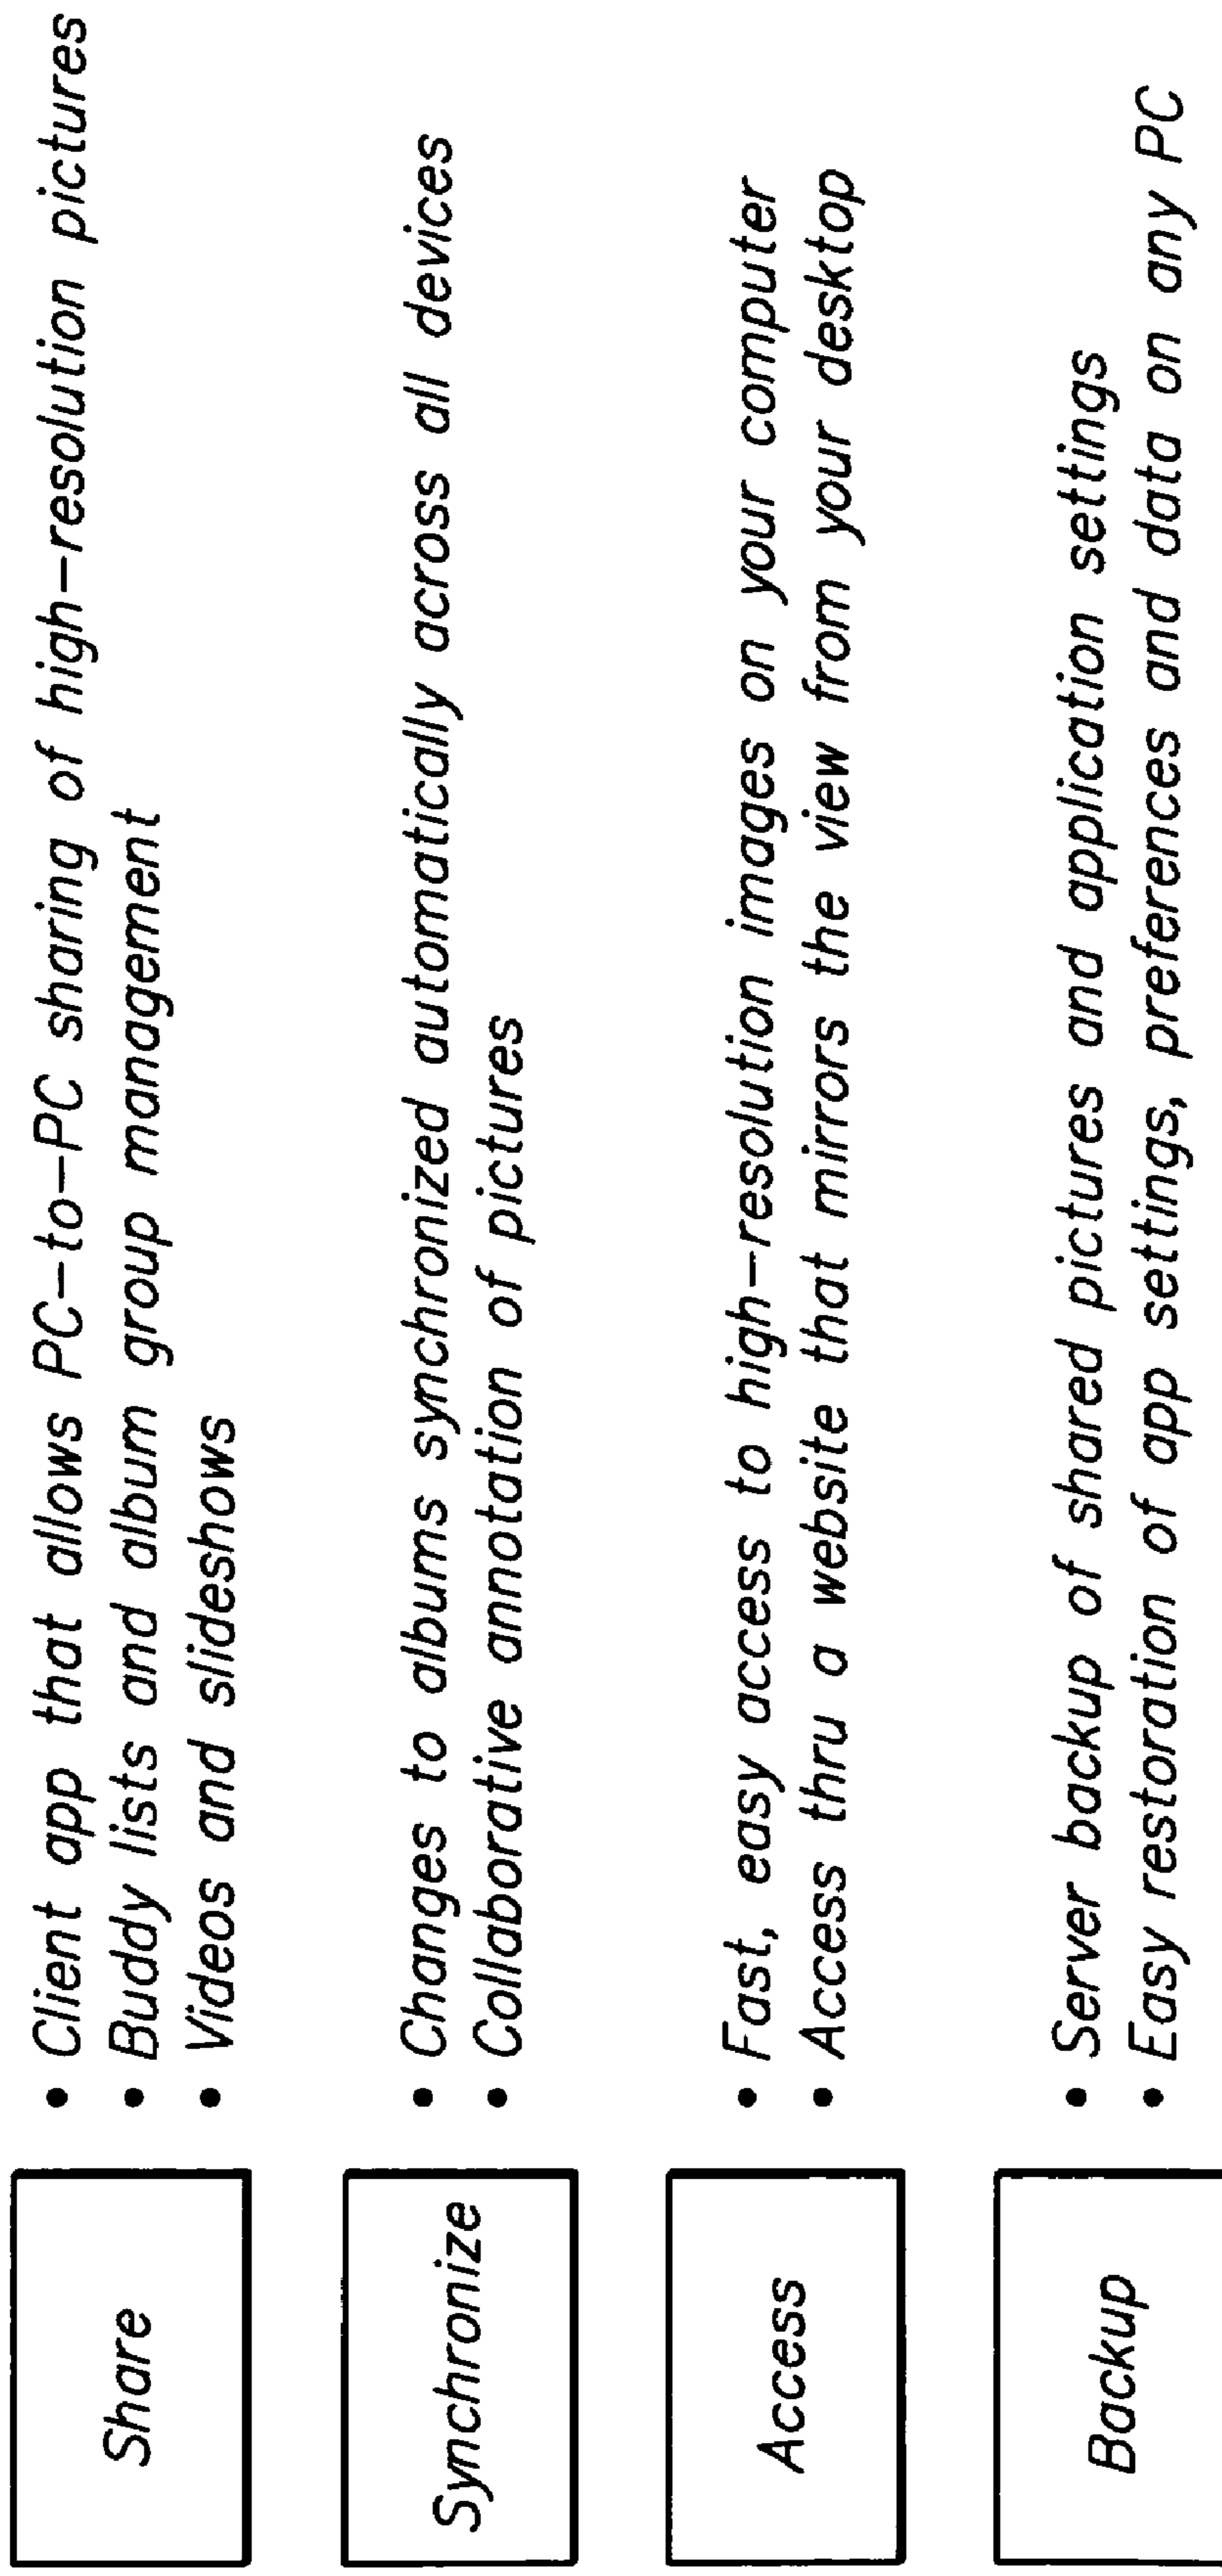 Share
• Client app that allows PC-to-PC sharing of high-resolution pictures
• Buddy lists and album group management
• Videos and slideshows
Synchronize
• Changes to albums synchronized automatically across all devices
• Collaborative annotation of pictures
Access
• Fast, easy access to high-resolution images on your computer
• Access thru a website that mirrors the view from your desktop
Backup
• Server backup of shared pictures and application settings
• Easy restoration of app settings, preferences and data on any PC